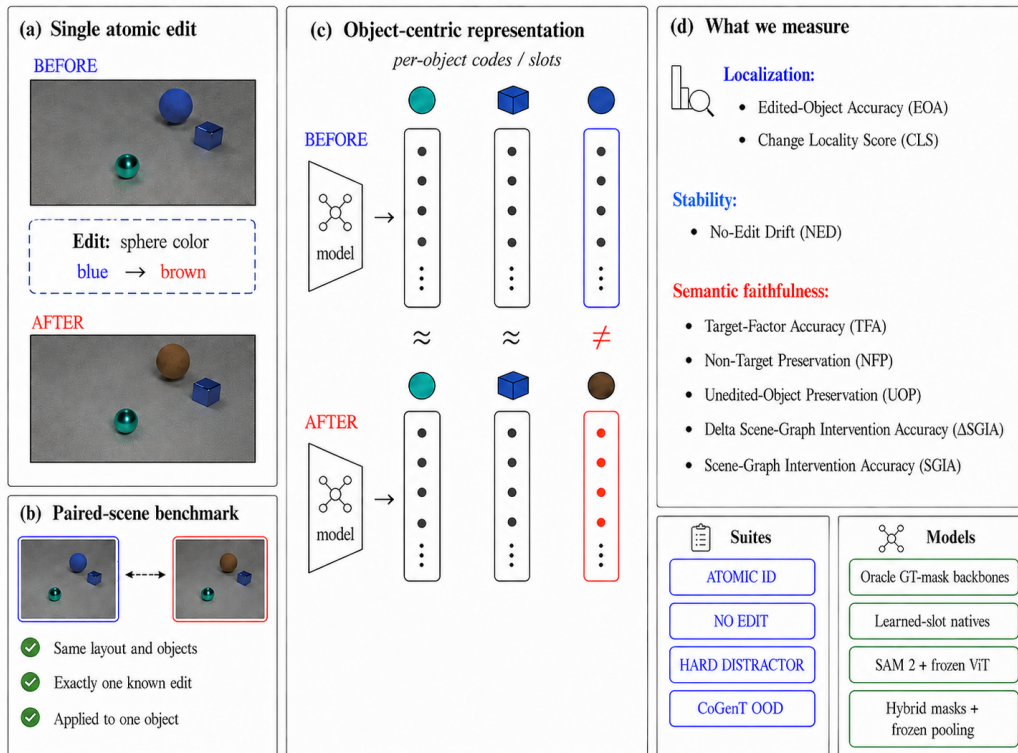 (a) Single atomic edit
BEFORE
Edit: sphere color
blue → brown
AFTER
(b) Paired-scene benchmark
Same layout and objects
Exactly one known edit
Applied to one object
(c) Object-centric representation
per-object codes / slots
BEFORE
model
≈ ≈ ≠
AFTER
model
(d) What we measure
Localization:
• Edited-Object Accuracy (EOA)
• Change Locality Score (CLS)
Stability:
• No-Edit Drift (NED)
Semantic faithfulness:
• Target-Factor Accuracy (TFA)
• Non-Target Preservation (NFP)
• Unedited-Object Preservation (UOP)
• Delta Scene-Graph Intervention Accuracy (ΔSGIA)
• Scene-Graph Intervention Accuracy (SGIA)
Suites
ATOMIC ID
NO EDIT
HARD DISTRACTOR
CoGenT OOD
Models
Oracle GT-mask backbones
Learned-slot natives
SAM 2 + frozen ViT
Hybrid masks +
frozen pooling